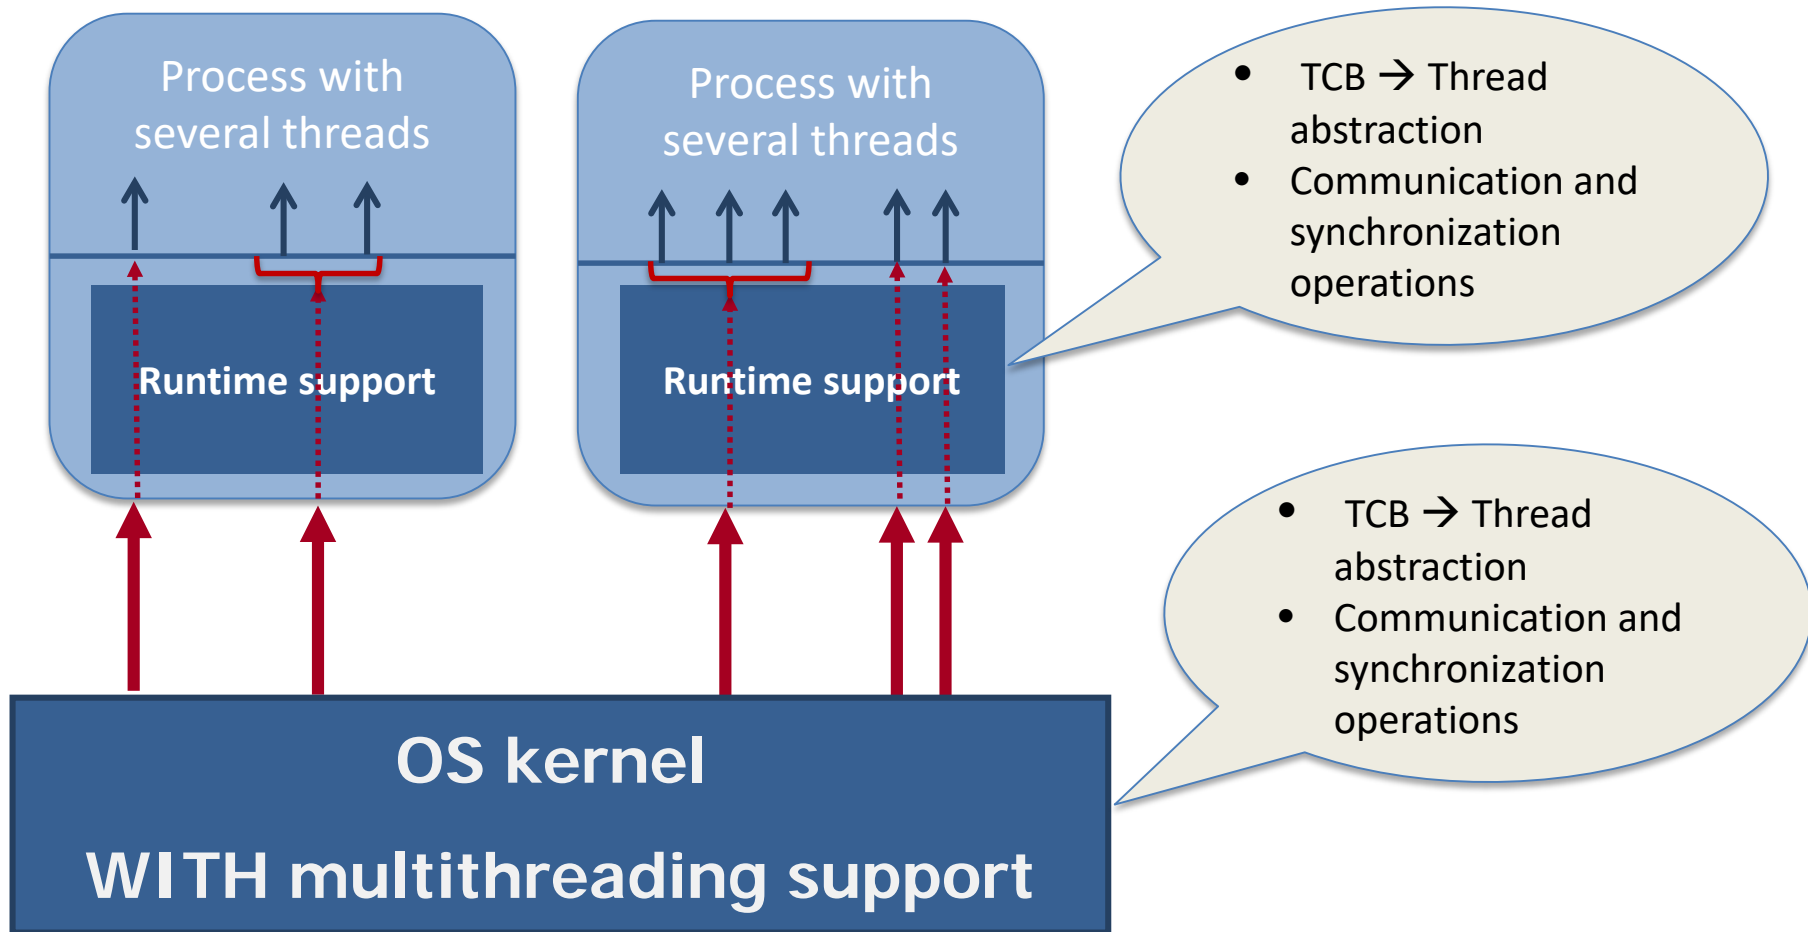 Process with
several threads
Runtime support
Process with
several threads
Runtime support
• TCB → Thread
abstraction
• Communication and
synchronization
operations
• TCB → Thread
abstraction
• Communication and
synchronization
operations
OS kernel
WITH multithreading support